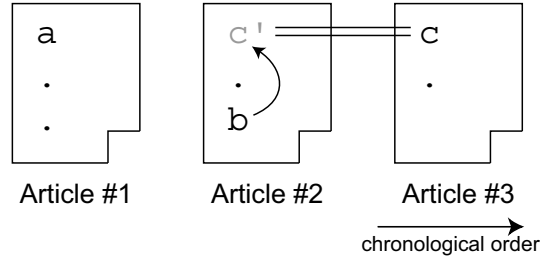 a c' c
b
Article #1 Article #2 Article #3
chronological order